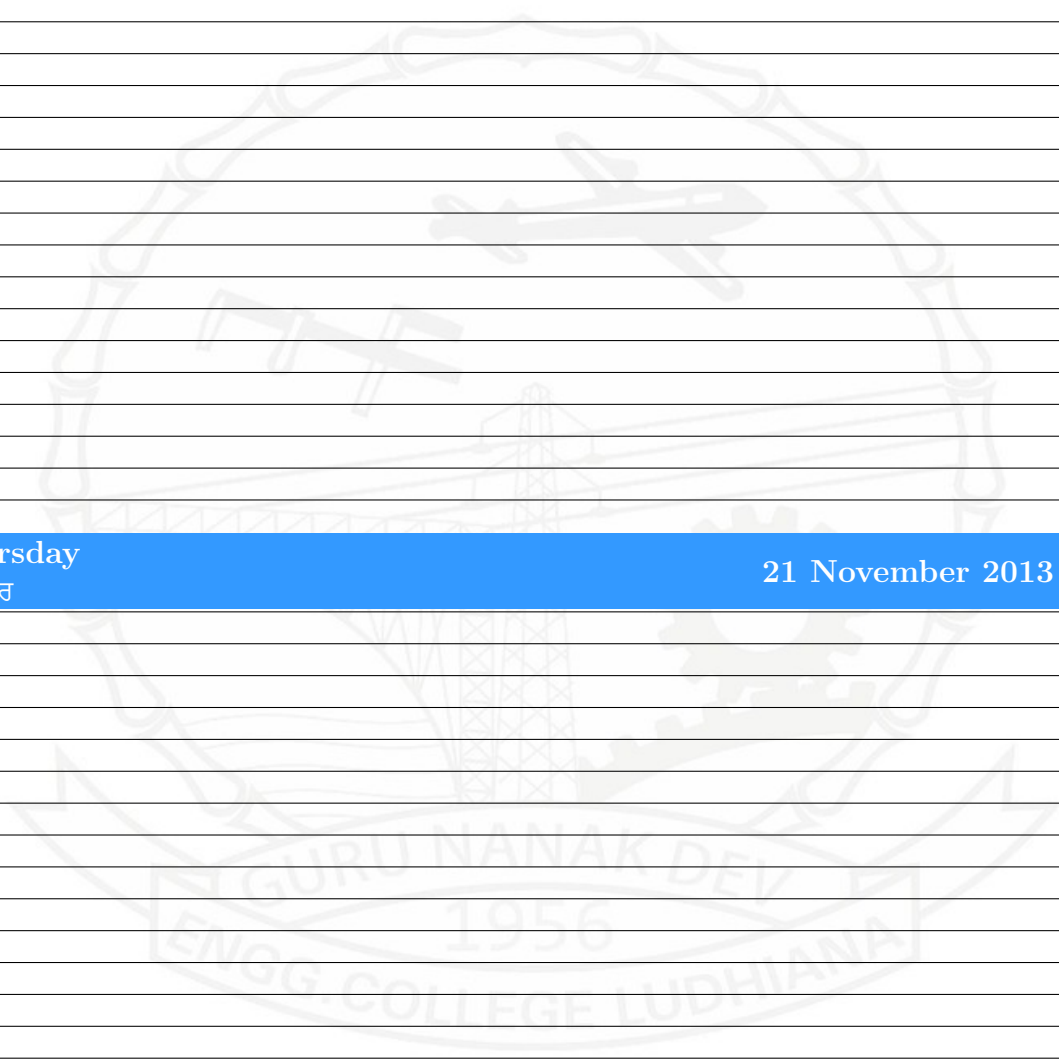 rsday
ਰ
21 November 2013
GURU NANAK DEV
1956
ENGG. COLLEGE LUDHIANA